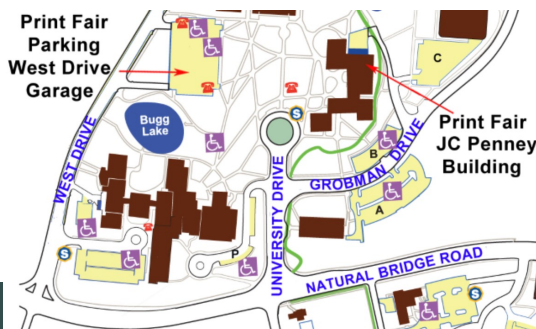 Print Fair
Parking
West Drive
Garage
C
Bugg
Lake
S
Print Fair
JC Penney
Building
WEST DRIVE
B
GROBMAN DRIVE
A
UNIVERSITY DRIVE
P
S
NATURAL BRIDGE ROAD
S